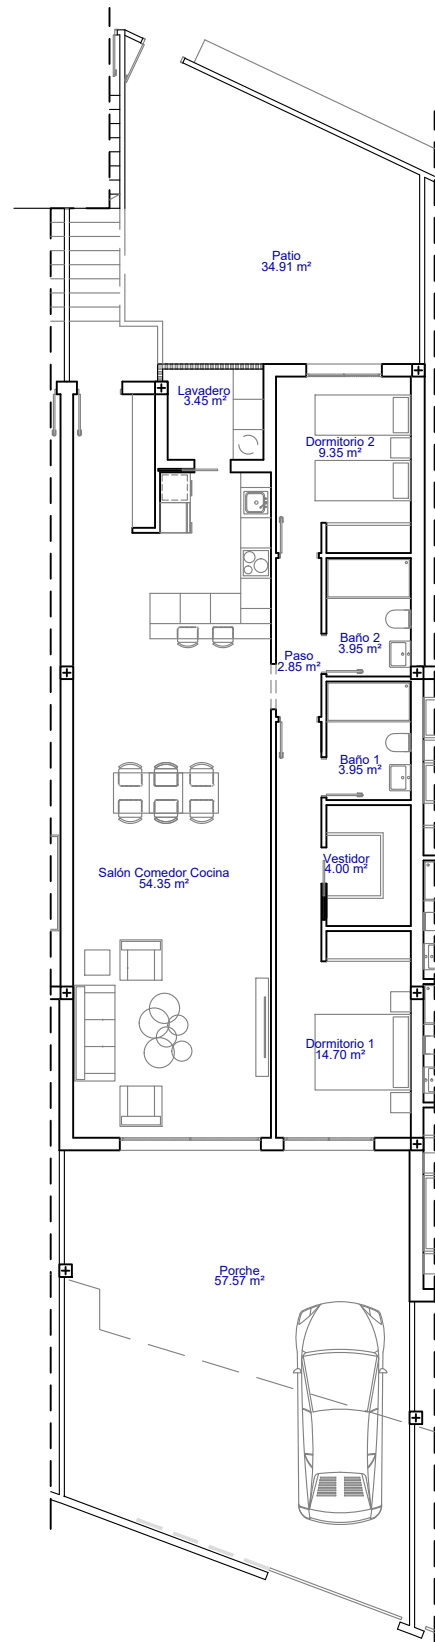 Patio
34.91 m²
Lavadero
3.45 m²
Dormitorio 2
9.35 m²
Baño 2
3.95 m²
Paso
2.85 m²
Baño 1
3.95 m²
Vestidor
4.00 m²
Salón Comedor Cocina
54.35 m²
Dormitorio 1
14.70 m²
Porche
57.57 m²